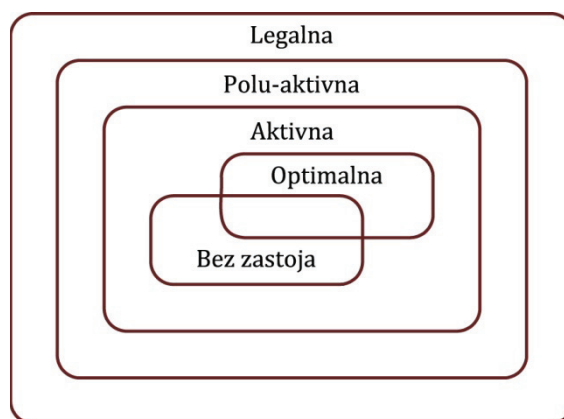 Legalna
Polu-aktivna
Aktivna
Optimalna
Bez zastoja